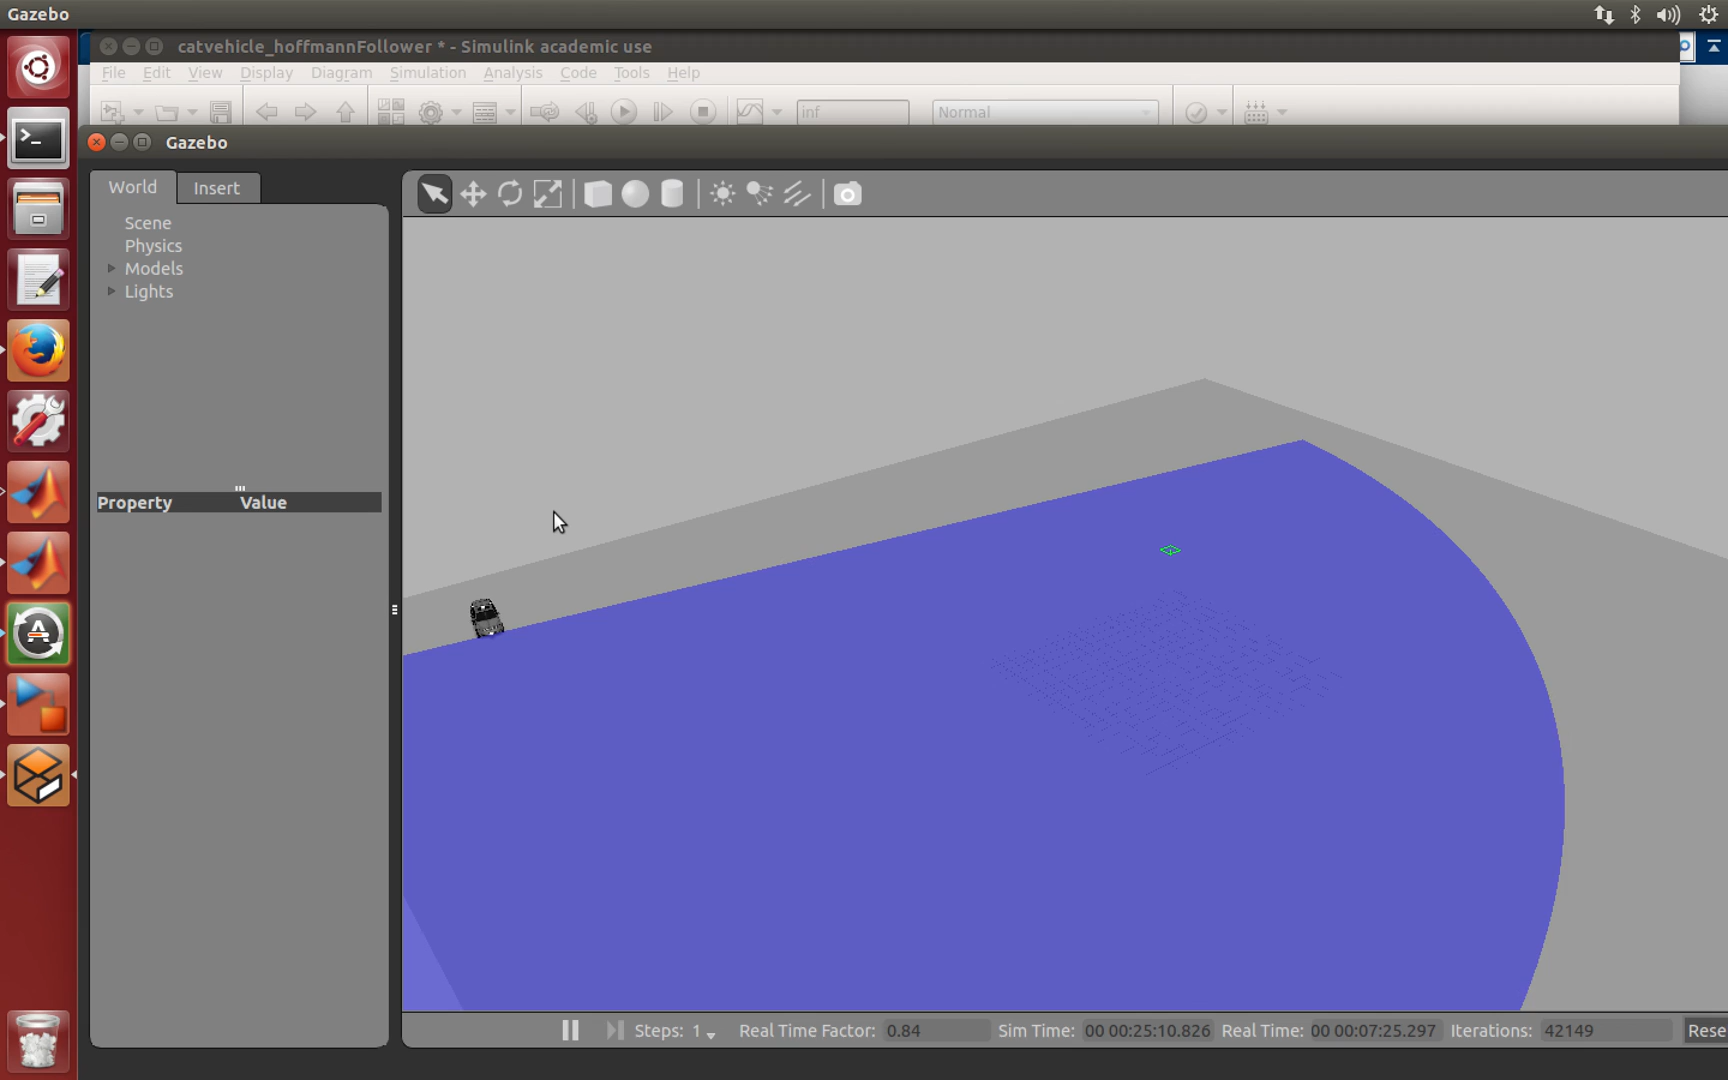 Gazebo
catvehicle_hoffmannFollower * - Simulink academic use
File Edit View Display Diagram Simulation Analysis Code Tools Help
inf Normal
Gazebo
World Insert
Scene
Physics
Models
Lights
Property Value
Steps: 1 Real Time Factor: 0.84 Sim Time: 00 00:25:10.826 Real Time: 00 00:07:25.297 Iterations: 42149 Rese